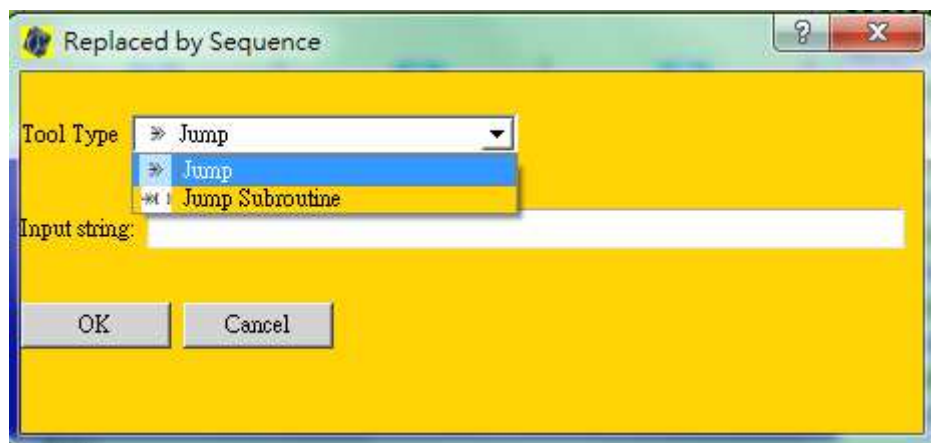 Replaced by Sequence
Tool Type Jump
Jump
Jump Subroutine
Input string:
OK Cancel